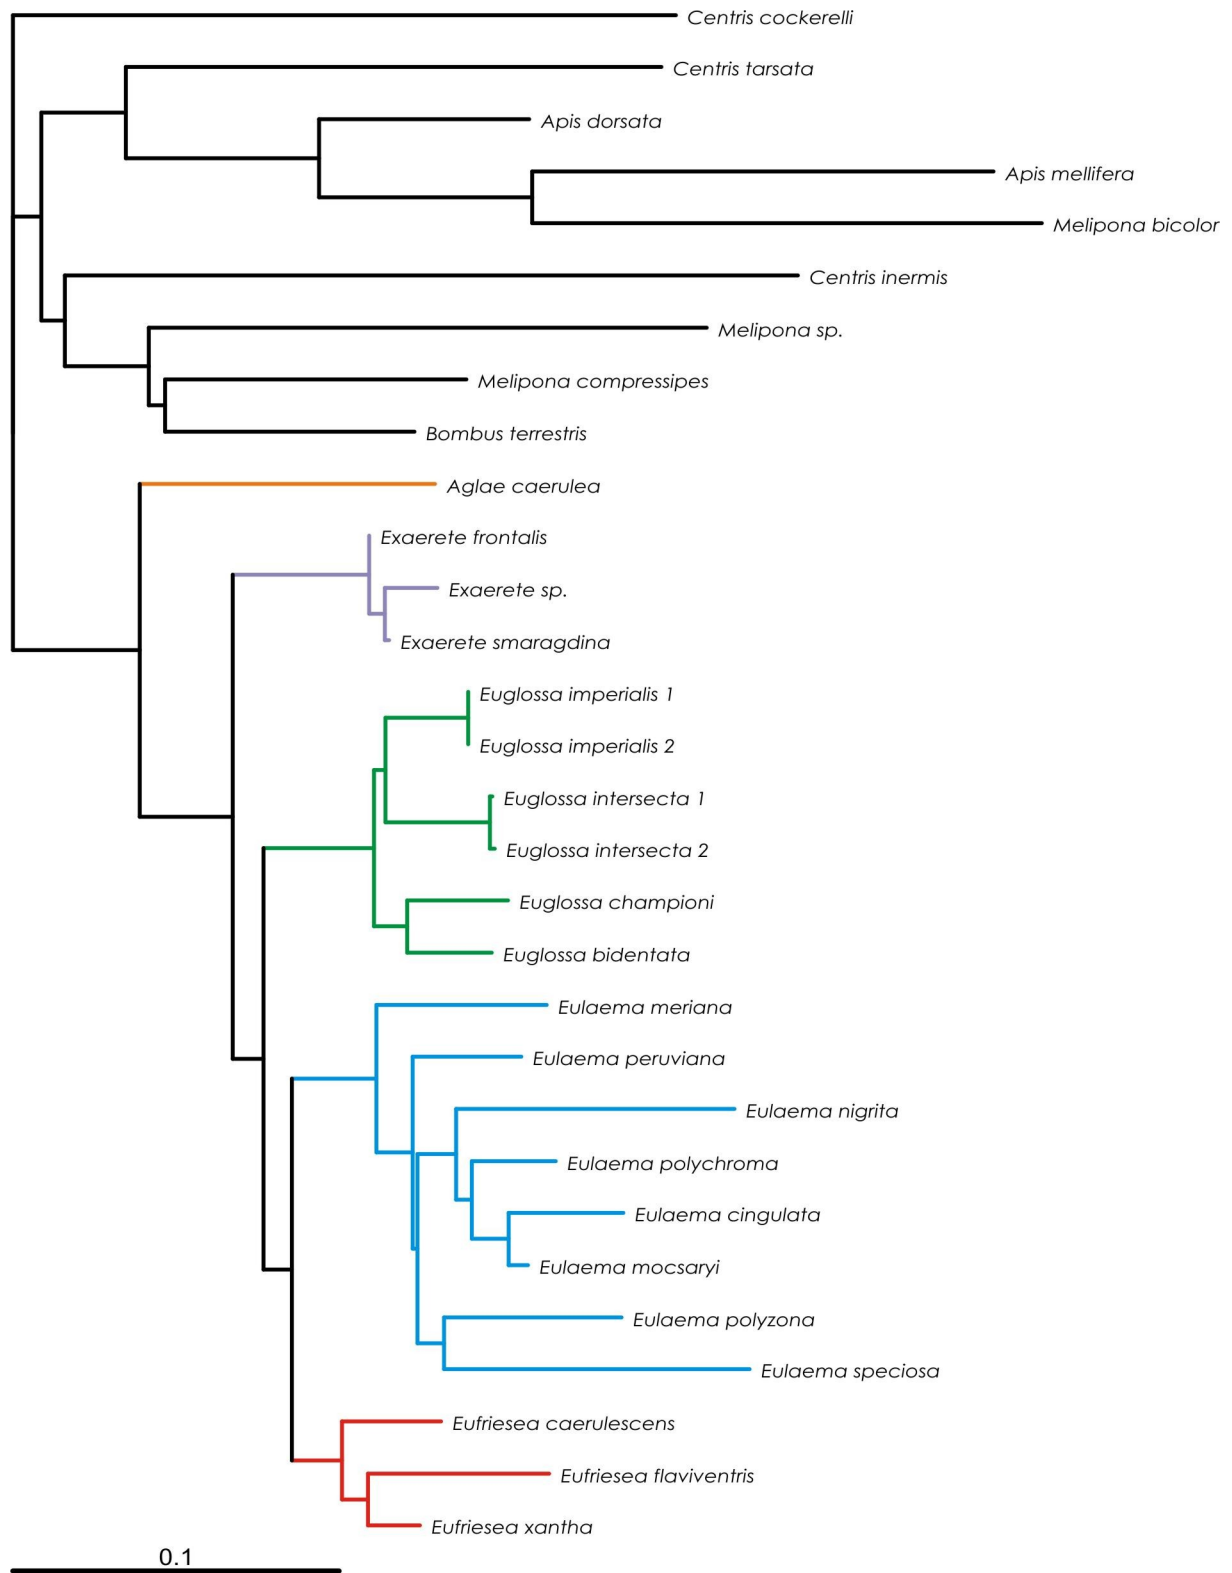 Centris cockerelli
Centris tarsata
Apis dorsata
Apis mellifera
Melipona bicolor
Centris inermis
Melipona sp.
Melipona compressipes
Bombus terrestris
Aglae caerulea
Exaerete frontalis
Exaerete sp.
Exaerete smaragdina
Euglossa imperialis 1
Euglossa imperialis 2
Euglossa intersecta 1
Euglossa intersecta 2
Euglossa championi
Euglossa bidentata
Eulaema meriana
Eulaema peruviana
Eulaema nigrita
Eulaema polychroma
Eulaema cingulata
Eulaema mocsaryi
Eulaema polyzona
Eulaema speciosa
Eufriesea caerulescens
Eufriesea flaviventris
Eufriesea xantha
0.1